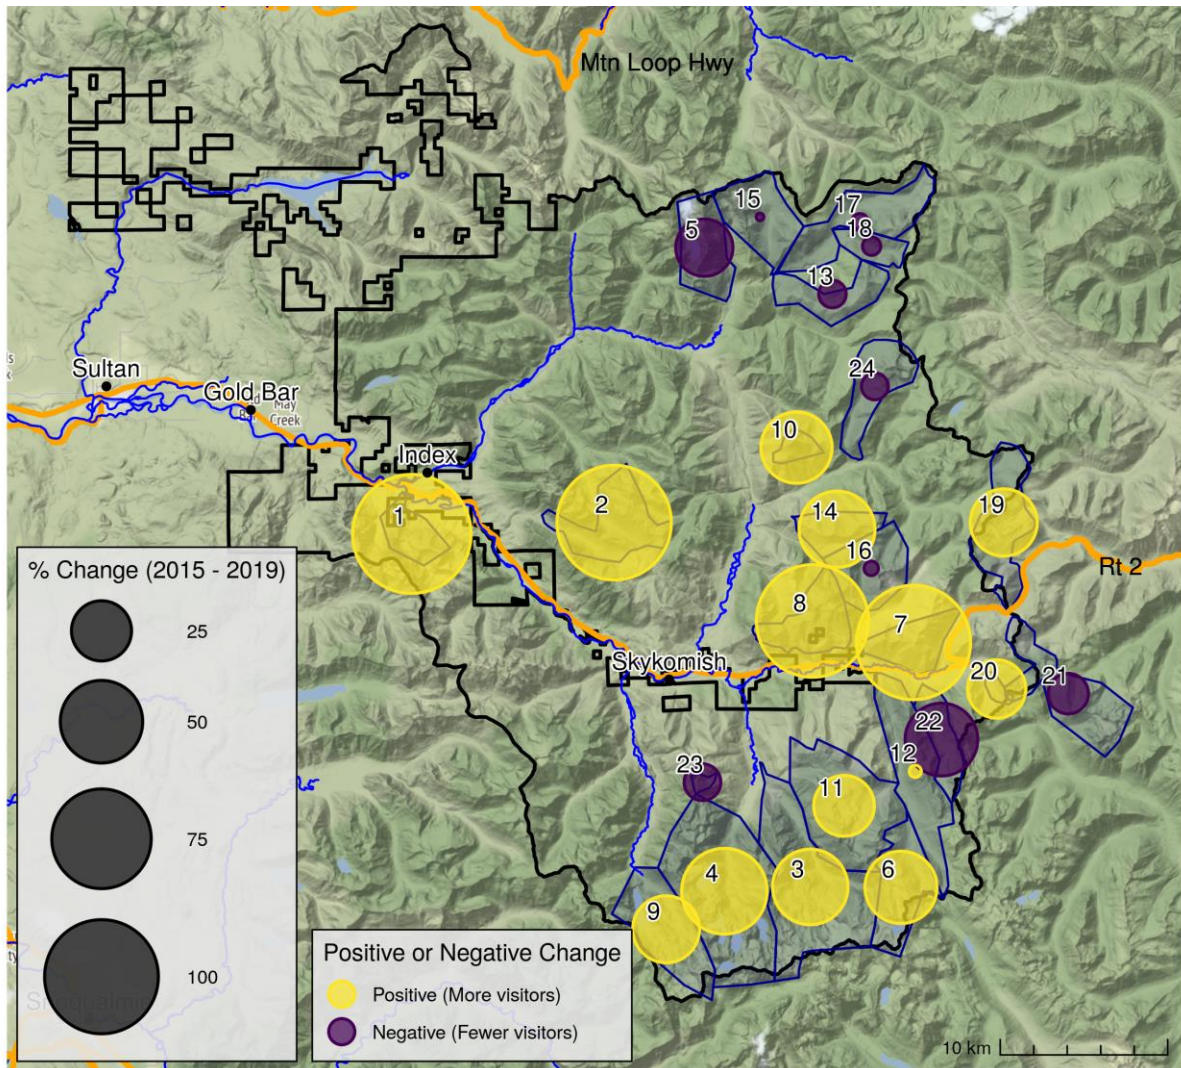 Mtn Loop Hwy
15
17
5
18
13
Sultan
24
Gold Bar
May
Creek
10
Index
2
19
1
14
% Change (2015 - 2019)
16
Rt 2
25
8
7
Skykomish
20
21
50
22
12
23
11
75
4
3
6
9
Positive or Negative Change
100
Positive (More visitors)
Negative (Fewer visitors)
10 km